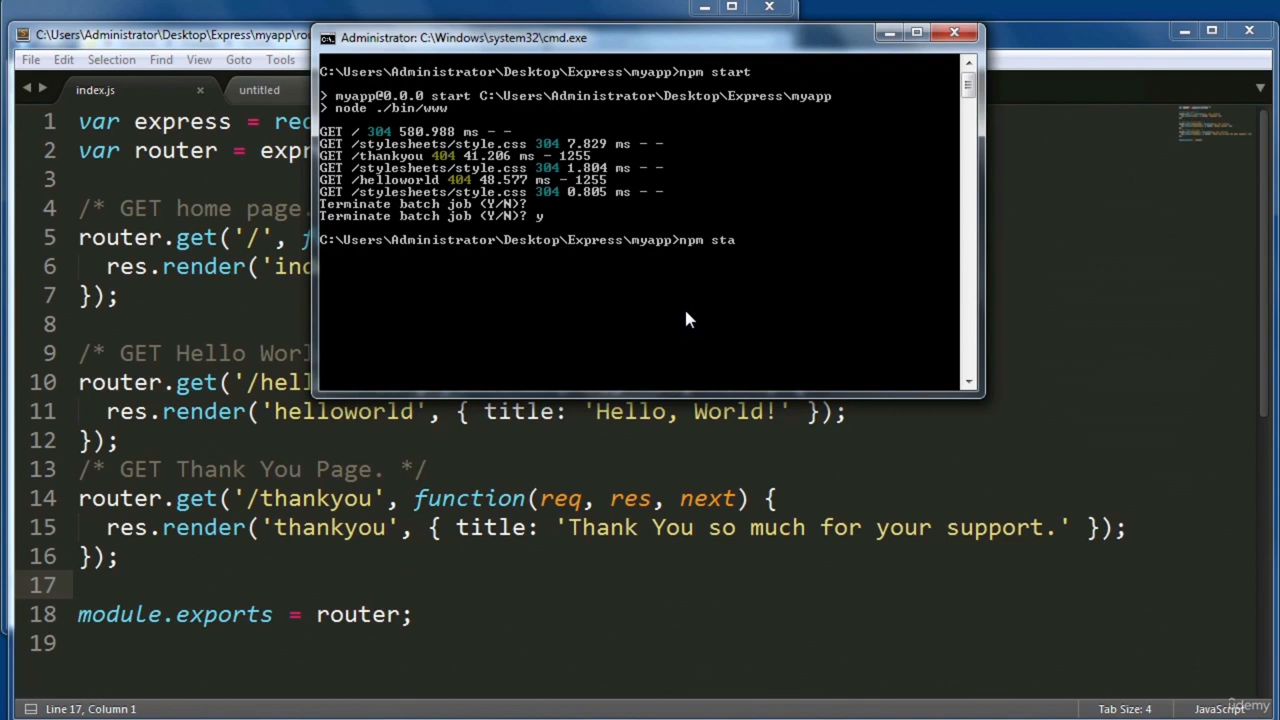 C:\Users\Administrator\Desktop\Express\myapp\ro
Administrator: C:\Windows\system32\cmd.exe
File Edit Selection Find View Goto Tools
index.js
untitled
C:\Users\Administrator\Desktop\Express\myapp>npm start
> myapp@0.0.0 start C:\Users\Administrator\Desktop\Express\myapp
> node ./bin/www
GET / 304 580.988 ms - -
GET /stylesheets/style.css 304 7.829 ms - -
GET /thankyou 404 41.206 ms - 1255
GET /stylesheets/style.css 304 1.804 ms - -
GET /helloworld 404 48.577 ms - 1255
GET /stylesheets/style.css 304 0.805 ms - -
Terminate batch job (Y/N)?
Terminate batch job (Y/N)? y
C:\Users\Administrator\Desktop\Express\myapp>npm sta
1 var express = rec
2 var router = expr
3
4 /* GET home page.
5 router.get('/', f
6 res.render('ind
7 });
8
9 /* GET Hello Worl
10 router.get('/hell
11 res.render('helloworld', { title: 'Hello, World!' });
12 });
13 /* GET Thank You Page. */
14 router.get('/thankyou', function(req, res, next) {
15 res.render('thankyou', { title: 'Thank You so much for your support.' });
16 });
17
18 module.exports = router;
19
Line 17, Column 1
Tab Size: 4
JavaScript
udemy